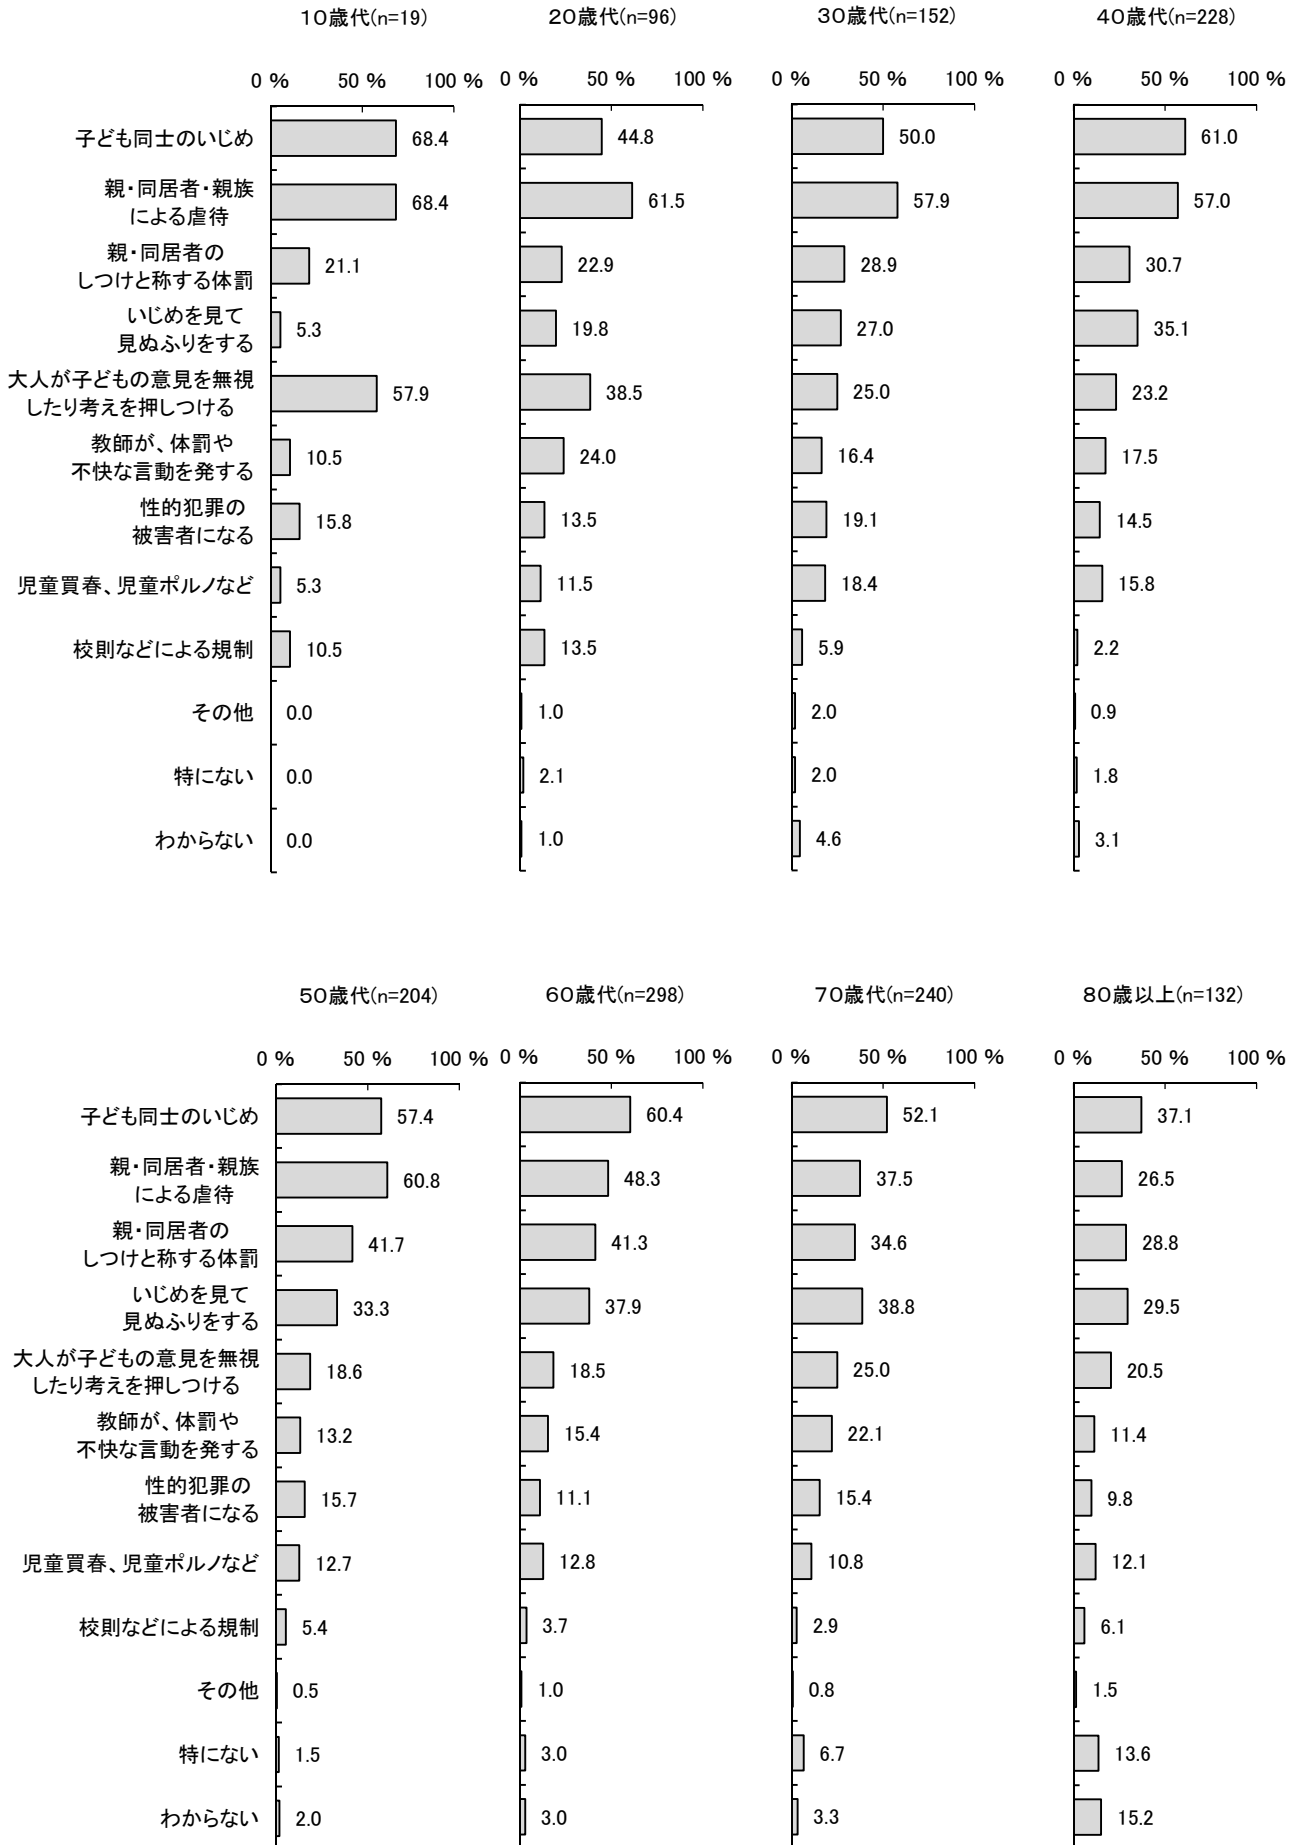 10歳代(n=19) 20歳代(n=96) 30歳代(n=152) 40歳代(n=228)
0 % 50 % 100 % 0 % 50 % 100 % 0 % 50 % 100 % 0 % 50 % 100 %
子ども同士のいじめ 68.4 44.8 50.0 61.0
親・同居者・親族
による虐待 68.4 61.5 57.9 57.0
親・同居者の
しつけと称する体罰 21.1 22.9 28.9 30.7
いじめを見て
見ぬふりをする 5.3 19.8 27.0 35.1
大人が子どもの意見を無視
したり考えを押しつける 57.9 38.5 25.0 23.2
教師が、体罰や
不快な言動を発する 10.5 24.0 16.4 17.5
性的犯罪の
被害者になる 15.8 13.5 19.1 14.5
児童買春、児童ポルノなど 5.3 11.5 18.4 15.8
校則などによる規制 10.5 13.5 5.9 2.2
その他 0.0 1.0 2.0 0.9
特にない 0.0 2.1 2.0 1.8
わからない 0.0 1.0 4.6 3.1
50歳代(n=204) 60歳代(n=298) 70歳代(n=240) 80歳以上(n=132)
0 % 50 % 100 % 0 % 50 % 100 % 0 % 50 % 100 % 0 % 50 % 100 %
子ども同士のいじめ 57.4 60.4 52.1 37.1
親・同居者・親族
による虐待 60.8 48.3 37.5 26.5
親・同居者の
しつけと称する体罰 41.7 41.3 34.6 28.8
いじめを見て
見ぬふりをする 33.3 37.9 38.8 29.5
大人が子どもの意見を無視
したり考えを押しつける 18.6 18.5 25.0 20.5
教師が、体罰や
不快な言動を発する 13.2 15.4 22.1 11.4
性的犯罪の
被害者になる 15.7 11.1 15.4 9.8
児童買春、児童ポルノなど 12.7 12.8 10.8 12.1
校則などによる規制 5.4 3.7 2.9 6.1
その他 0.5 1.0 0.8 1.5
特にない 1.5 3.0 6.7 13.6
わからない 2.0 3.0 3.3 15.2